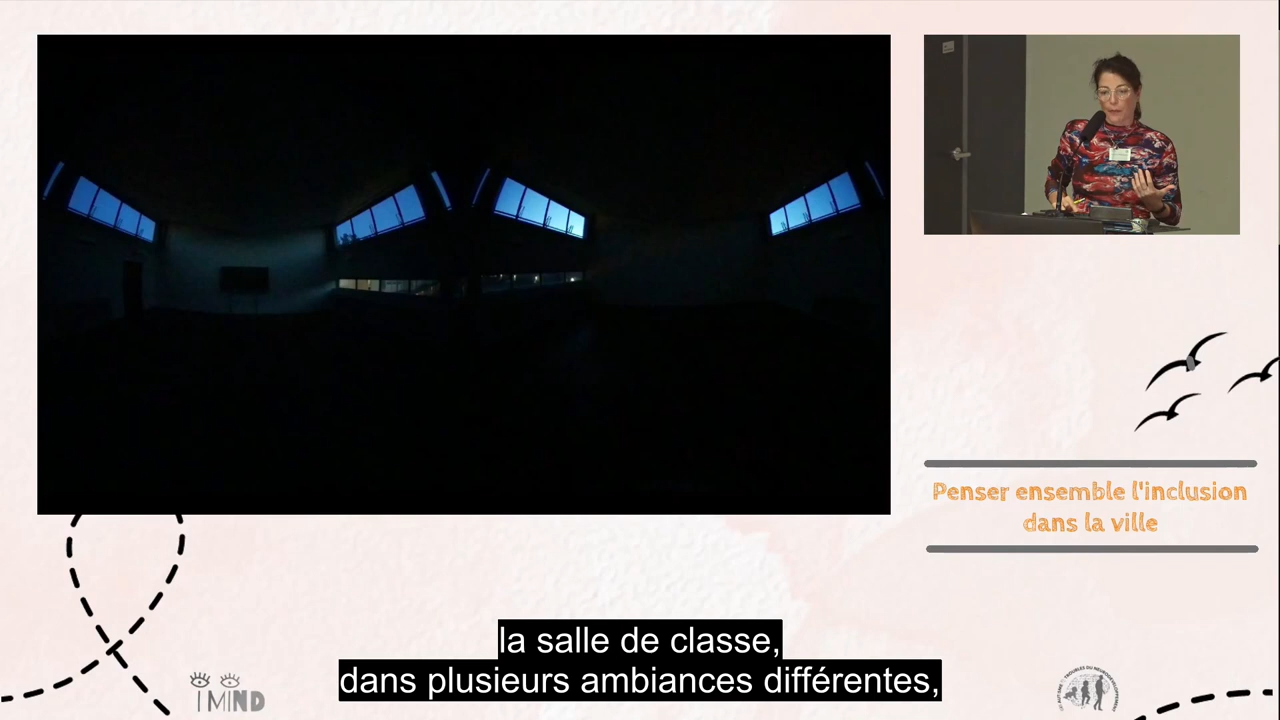 Penser ensemble l'inclusion
dans la ville
la salle de classe,
dans plusieurs ambiances différentes,
iMIND